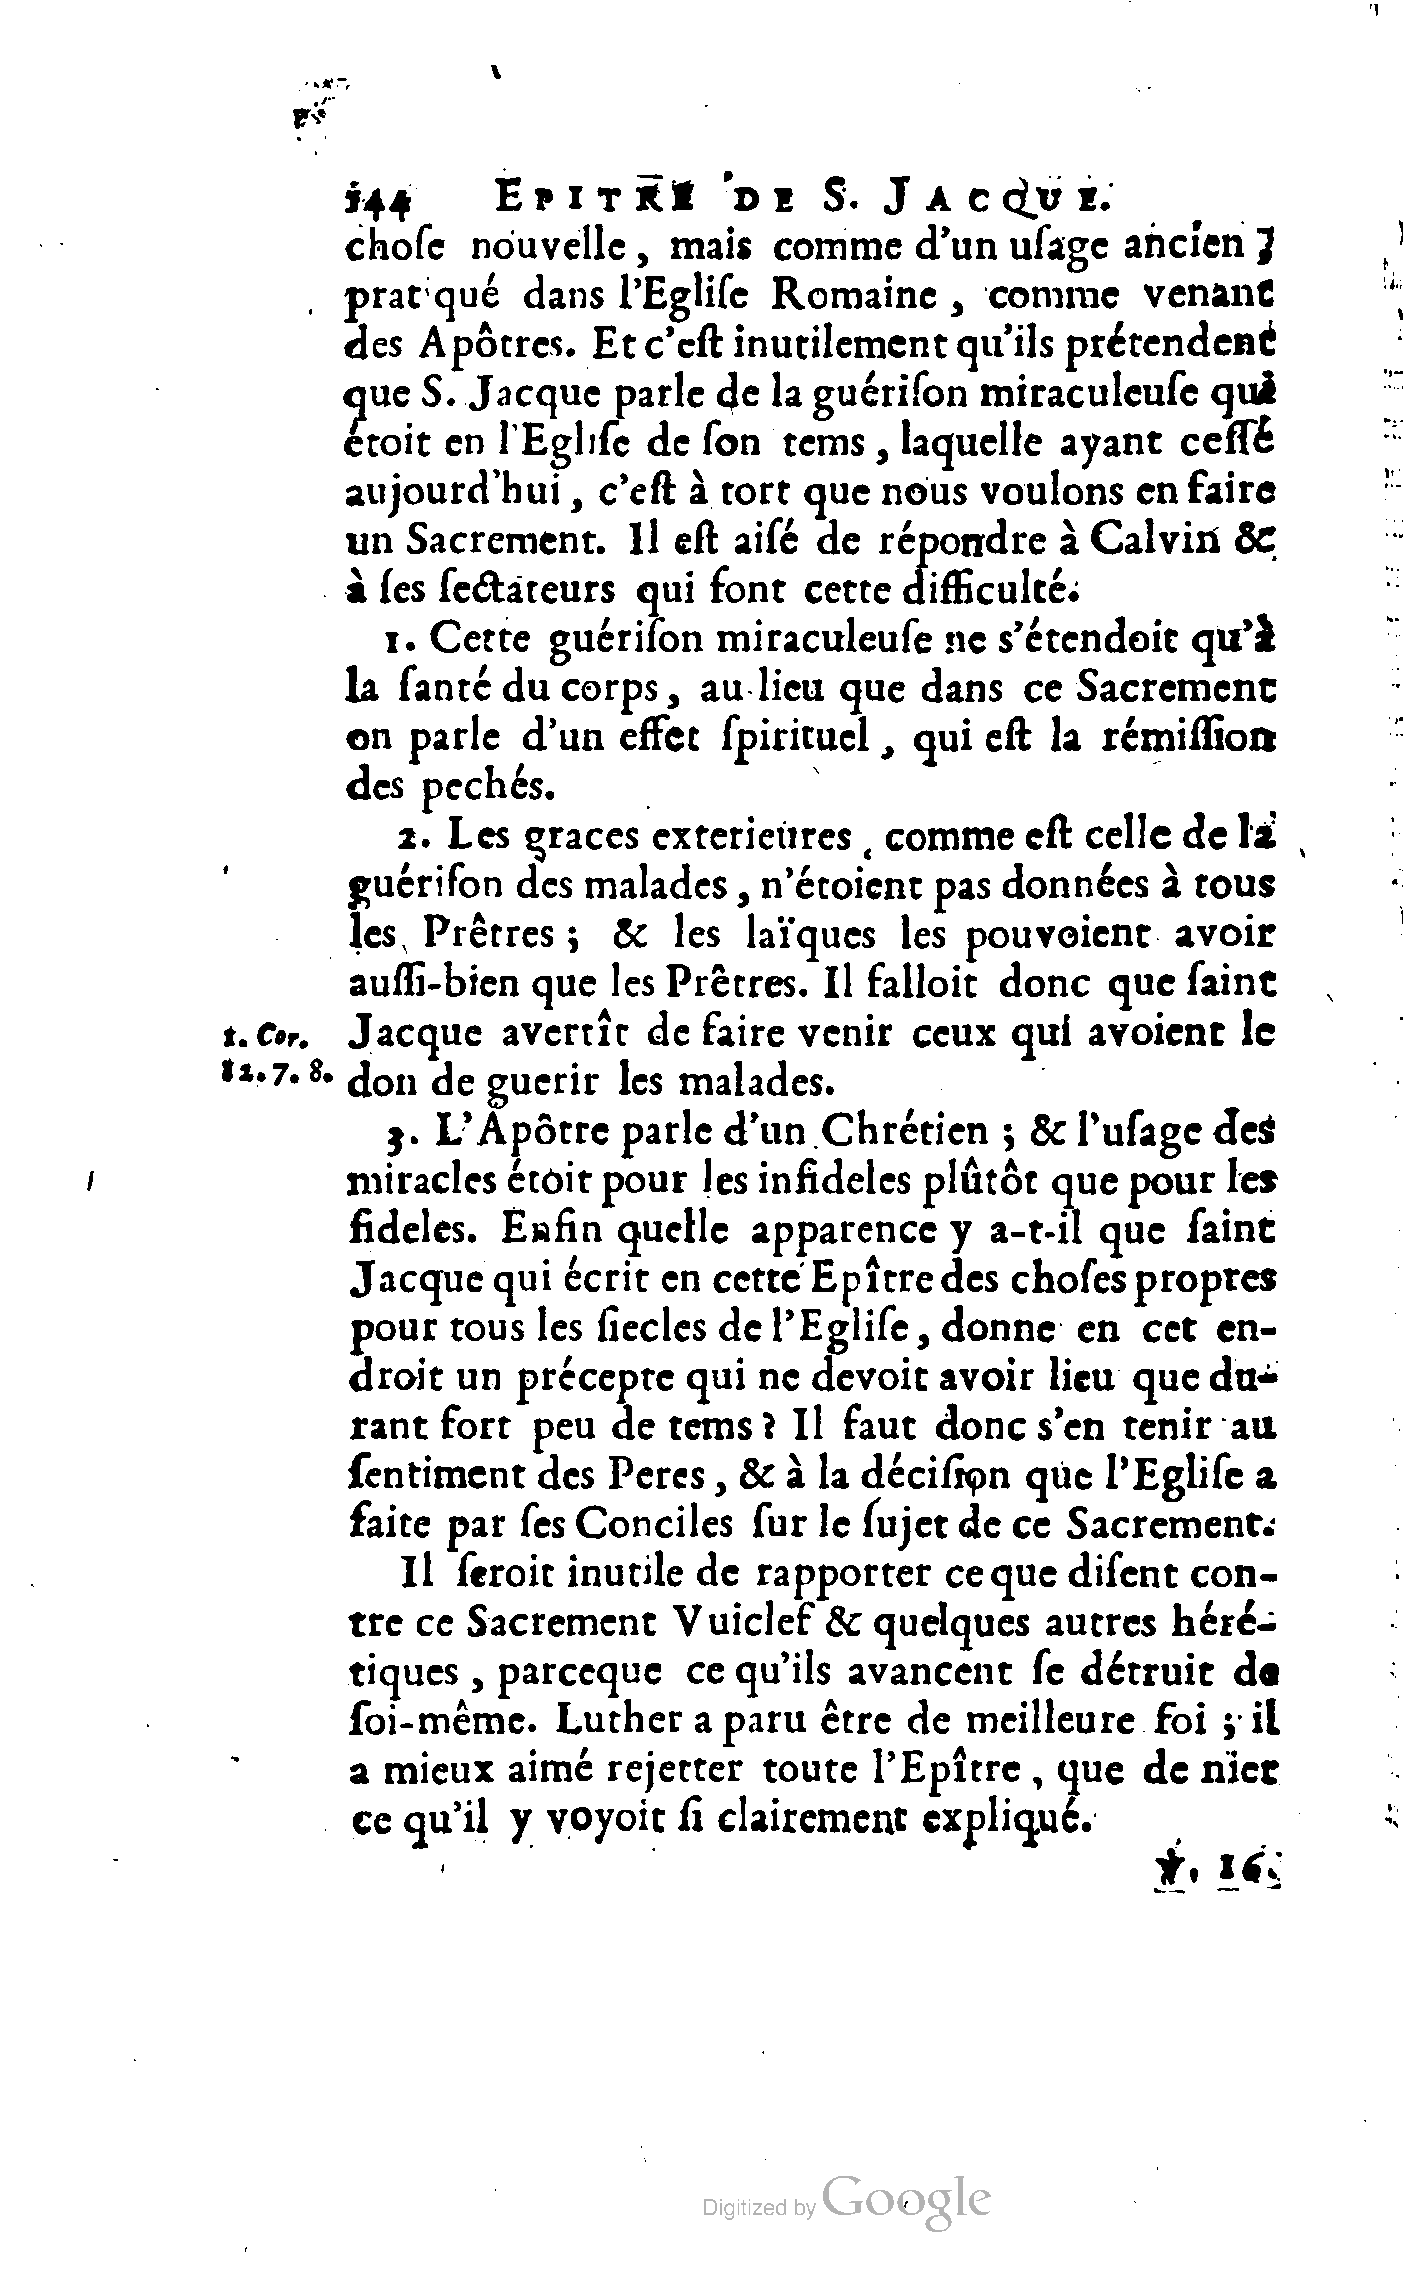 144 EPITRE DE S. JACQUE.
choſe nouvelle, mais comme d'un uſage ancien,
pratiqué dans l'Egliſe Romaine, comme venant
des Apôtres. Et c'eſt inutilement qu'ils prétendent
que S. Jacque parle de la guériſon miraculeuſe qui
étoit en l'Egliſe de ſon tems, laquelle ayant ceſſé
aujourd'hui, c'eſt à tort que nous voulons en faire
un Sacrement. Il eſt aiſé de répondre à Calvin &
à ſes ſectateurs qui font cette difficulté.
1. Cette guériſon miraculeuſe ne s'étendoit qu'à
la ſanté du corps, au-lieu que dans ce Sacrement
on parle d'un effet ſpirituel, qui eſt la rémiſſion
des pechés.
2. Les graces exterieures, comme eſt celle de la
guériſon des malades, n'étoient pas données à tous
les Prêtres; & les laïques les pouvoient avoir
auſſi-bien que les Prêtres. Il falloit donc que ſaint
1. Cor. Jacque avertît de faire venir ceux qui avoient le
12. 7. 8. don de guerir les malades.
3. L'Apôtre parle d'un Chrétien; & l'uſage des
miracles étoit pour les infideles plûtôt que pour les
fideles. Enfin quelle apparence y a-t-il que ſaint
Jacque qui écrit en cette Epître des choſes propres
pour tous les ſiecles de l'Egliſe, donne en cet en-
droit un précepte qui ne devoit avoir lieu que du-
rant fort peu de tems? Il faut donc s'en tenir au
ſentiment des Peres, & à la déciſion que l'Egliſe a
faite par ſes Conciles ſur le ſujet de ce Sacrement.
Il ſeroit inutile de rapporter ce que diſent con-
tre ce Sacrement Vuiclef & quelques autres héré-
tiques, parceque ce qu'ils avancent ſe détruit de
ſoi-même. Luther a paru être de meilleure foi; il
a mieux aimé rejetter toute l'Epître, que de nier
ce qu'il y voyoit ſi clairement expliqué.
℣. 16.
Digitized by Google